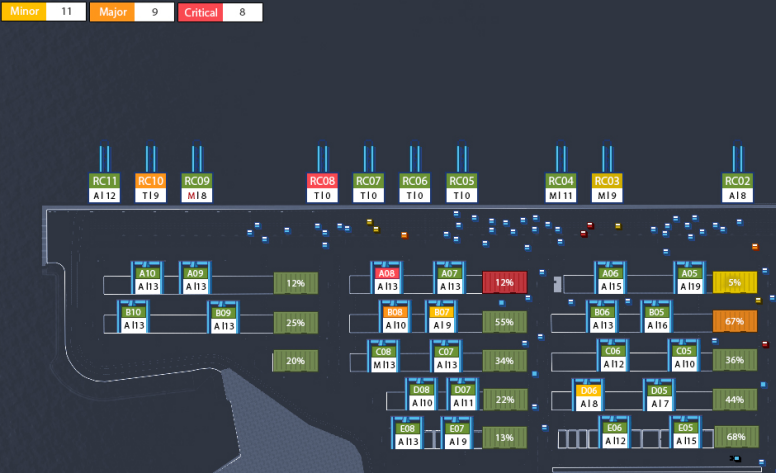 Minor 11 Major 9 Critical 8
RC11 RC10 RC09 RC08 RC07 RC06 RC05 RC04 RC03 RC02
A|12 T|9 M|8 T|0 T|0 T|0 T|0 M|11 M|9 A|8
A10 A09 A08 A07 A06 A05
A|13 A|13 12% A|13 A|13 12% A|15 A|19 5%
B10 B09 B08 B07 B06 B05
A|13 A|13 25% A|10 A|9 55% A|13 A|16 67%
C08 C07 C06 C05
20% M|13 A|13 34% A|12 A|10 36%
D08 D07 D06 D05
A|10 A|11 22% A|8 A|7 44%
E08 E07 E06 E05
A|13 A|9 13% A|12 A|15 68%